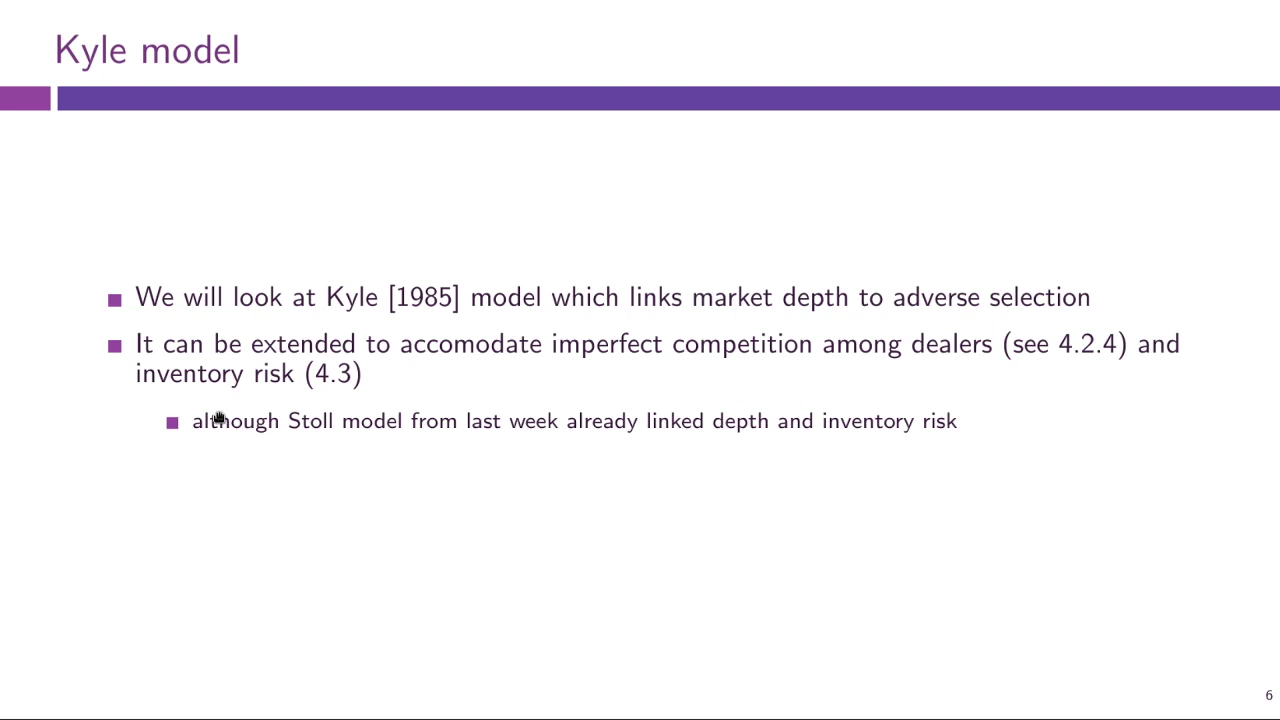 Kyle model
We will look at Kyle [1985] model which links market depth to adverse selection
It can be extended to accomodate imperfect competition among dealers (see 4.2.4) and
inventory risk (4.3)
although Stoll model from last week already linked depth and inventory risk
6